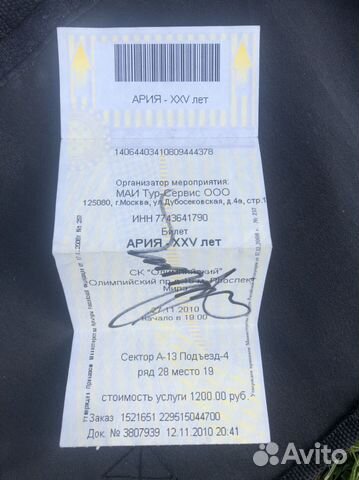 АРИЯ - XXV лет
14064403410809444378
Организатор мероприятия:
МАИ Тур-Сервис ООО
125080, г.Москва, ул.Дубосековская, д.4а, стр.1
ИНН 7743641790
Билет
АРИЯ - XXV лет
СК "Олимпийский"
Олимпийский пр.
Мира
27.11.2010
начало в 19:00
Сектор А-13 Подъезд-4
ряд 28 место 19
стоимость услуги 1200.00 руб.
Заказ 1521651 229515044700
Док. № 3807939 12.11.2010 20:41
Avito